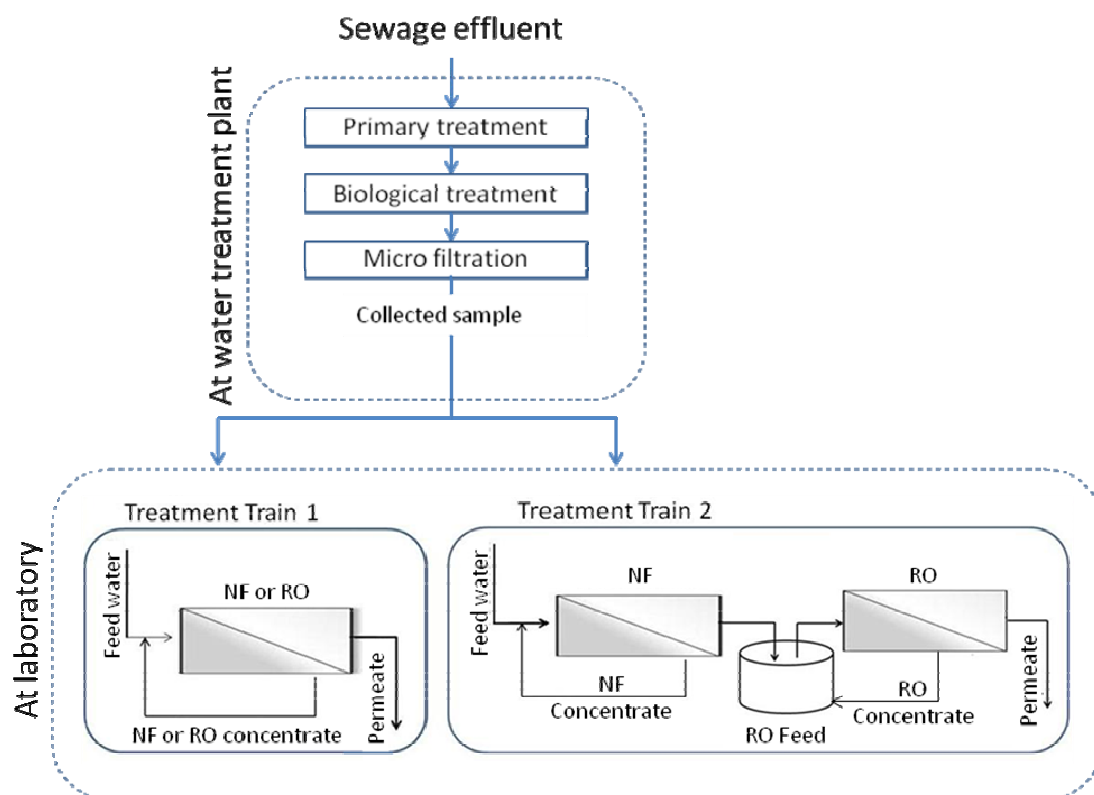 Sewage effluent
At water treatment plant
Primary treatment
Biological treatment
Micro filtration
Collected sample
At laboratory
Treatment Train 1
Feed water
NF or RO
NF or RO concentrate
Permeate
Treatment Train 2
Feed water
NF
NF
Concentrate
RO Feed
RO
RO
Concentrate
Permeate